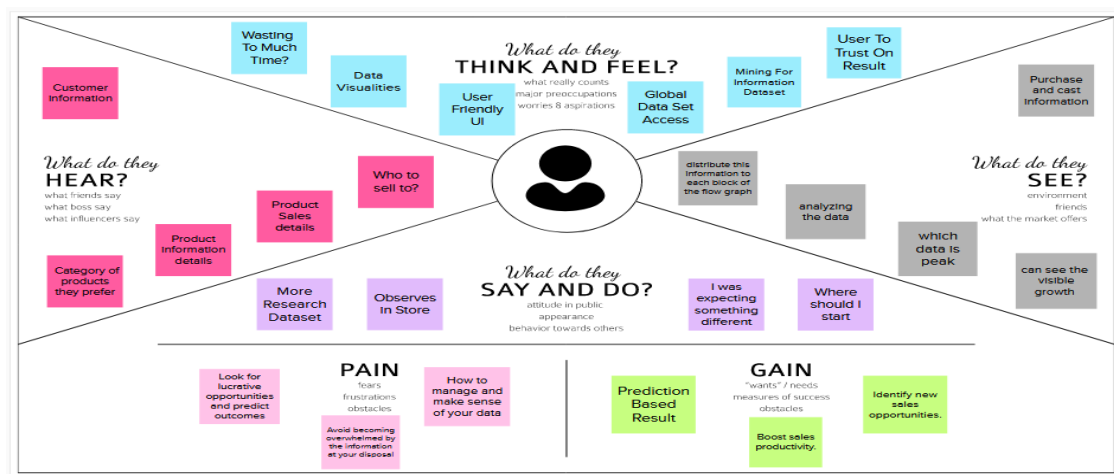 What do they
THINK AND FEEL?
what really counts
major preoccupations
worries 8 aspirations
Wasting
To Much
Time?
Data
Visualities
User
Friendly
UI
Global
Data Set
Access
Mining For
Information
Dataset
User To
Trust On
Result
What do they
HEAR?
what friends say
what boss say
what influencers say
Customer
Information
Who to
sell to?
Product
Sales
details
Product
Information
details
Category of
products
they prefer
What do they
SEE?
environment
friends
what the market offers
Purchase
and cast
information
distribute this
information to
each block of
the flow graph
analyzing
the data
which
data is
peak
can see the
visible
growth
What do they
SAY AND DO?
attitude in public
appearance
behavior towards others
More
Research
Dataset
Observes
In Store
I was
expecting
something
different
Where
should I
start
PAIN
fears
frustrations
obstacles
Look for
lucrative
opportunities
and predict
outcomes
Avoid becoming
overwhelmed by
the information
at your disposal
How to
manage and
make sense
of your data
GAIN
"wants" / needs
measures of success
obstacles
Prediction
Based
Result
Boost sales
productivity.
Identify new
sales
opportunities.